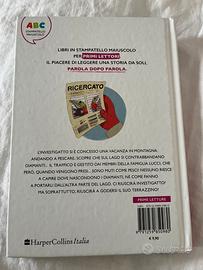 ABC
STAMPATELLO
MAIUSCOLO
LIBRI IN STAMPATELLO MAIUSCOLO
PER PRIMI LETTORI
IL PIACERE DI LEGGERE UNA STORIA DA SOLI,
PAROLA DOPO PAROLA.
RICERCATO
L'INVESTIGATTO SI È CONCESSO UNA VACANZA IN MONTAGNA.
ANDANDO A PESCARE, SCOPRE CHE SUL LAGO SI CONTRABBANDANO
DIAMANTI... IL TRAFFICO È GESTITO DAI MEMBRI DELLA FAMIGLIA LUCCI, CHE
PERÒ, QUANDO VENGONO PRESI... SONO MUTI COME PESCI! NESSUNO RIESCE
A CAPIRE DOVE NASCONDONO I DIAMANTI, NÉ COME FANNO
A PORTARLI DALL'ALTRA PARTE DEL LAGO. CI RIUSCIRÀ INVESTIGATTO?
MA SOPRATTUTTO, RIUSCIRÀ A GODERSI IL SUO RIPOSO?
PRIME LETTURE
HarperCollins Italia
€ 8,90